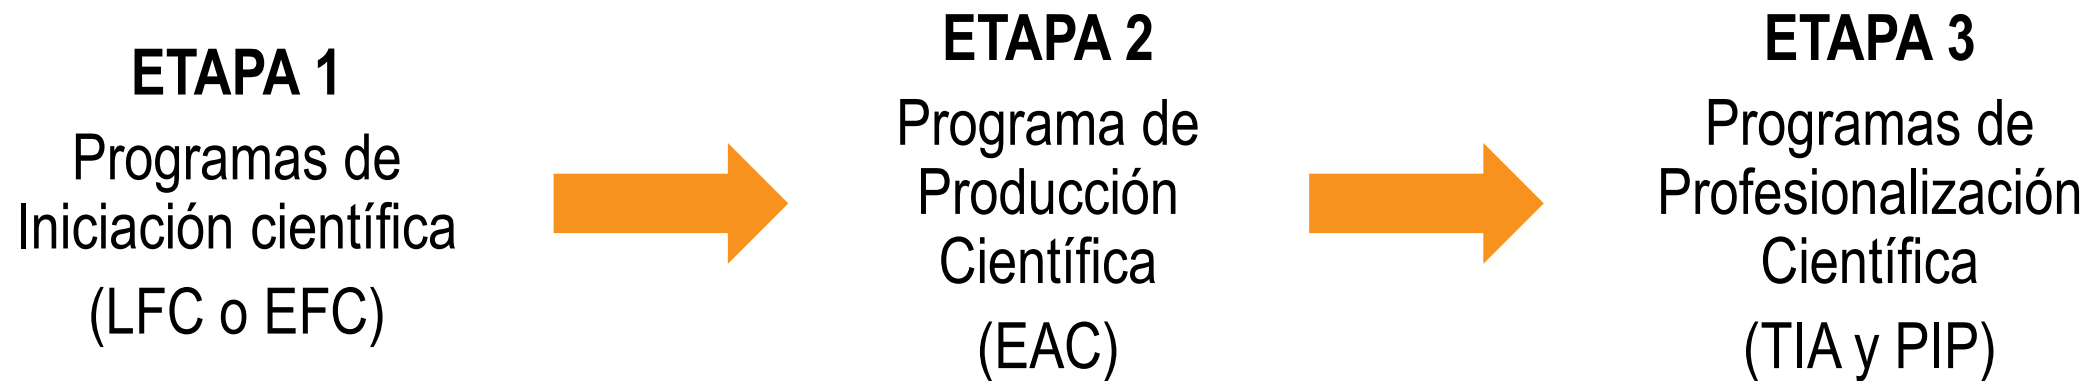 ETAPA 1
Programas de
Iniciación científica
(LFC o EFC)
ETAPA 2
Programa de
Producción
Científica
(EAC)
ETAPA 3
Programas de
Profesionalización
Científica
(TIA y PIP)